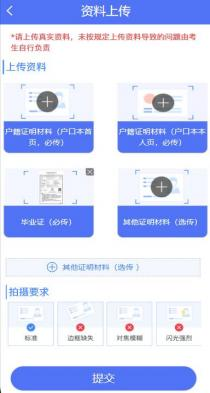 资料上传
*请上传真实资料，未按规定上传资料导致的问题由考
生自行负责
上传资料
户籍证明材料（户口本首
页，必传）
户籍证明材料（户口本本
人页，必传）
毕业证（必传）
其他证明材料（选传）
其他证明材料（选传）
拍摄要求
标准
边框缺失
对焦模糊
闪光强烈
提交